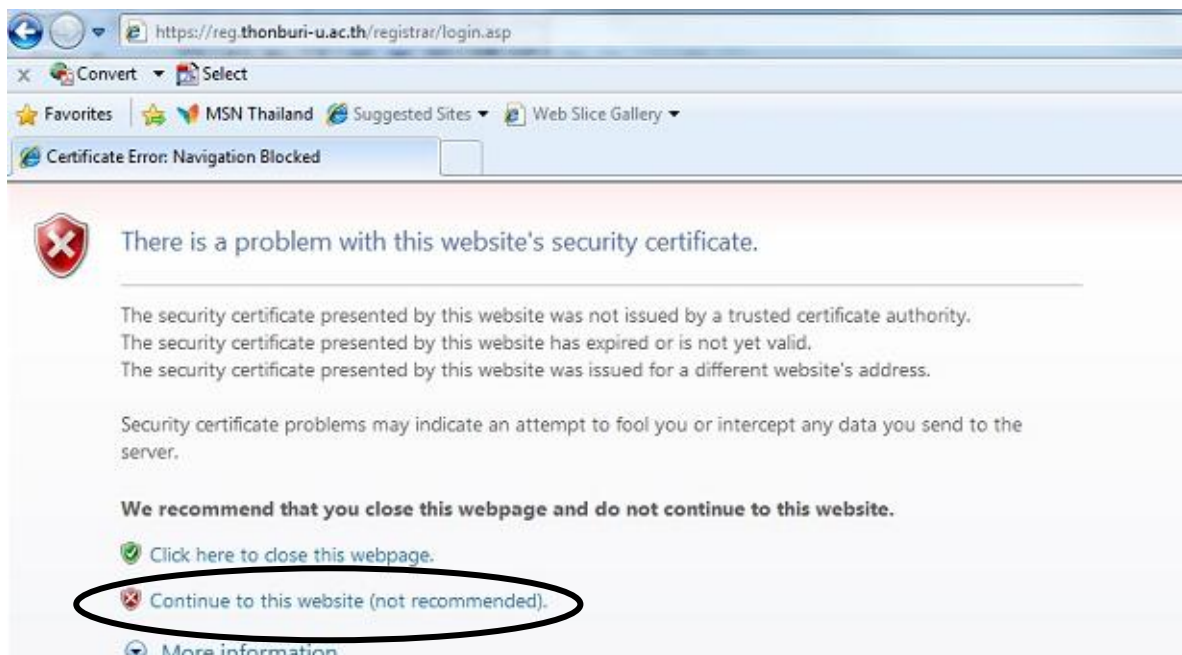 https://reg.thonburi-u.ac.th/registrar/login.asp
x Convert Select
Favorites MSN Thailand Suggested Sites Web Slice Gallery
Certificate Error: Navigation Blocked
There is a problem with this website's security certificate.
The security certificate presented by this website was not issued by a trusted certificate authority.
The security certificate presented by this website has expired or is not yet valid.
The security certificate presented by this website was issued for a different website's address.
Security certificate problems may indicate an attempt to fool you or intercept any data you send to the
server.
We recommend that you close this webpage and do not continue to this website.
Click here to close this webpage.
Continue to this website (not recommended).
More information